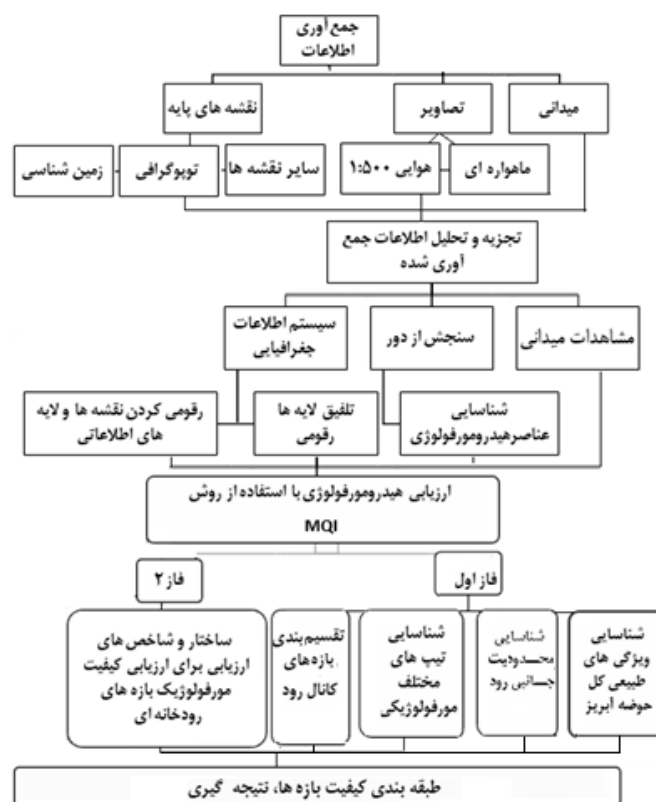 جمع آوری
اطلاعات
میدانی
تصاویر
نقشه های پایه
ماهواره ای
هوایی ۱:۵۰۰
سایر نقشه ها
توپوگرافی
زمین شناسی
تجزیه و تحلیل اطلاعات جمع
آوری شده
مشاهدات میدانی
سنجش از دور
سیستم اطلاعات
جغرافیایی
شناسایی
عناصرهیدرومورفولوژی
تلفیق لایه ها
رقومی
رقومی کردن نقشه ها و لایه
های اطلاعاتی
ارزیابی هیدرومورفولوژی با استفاده از روش
MQI
فاز اول
فاز ۲
شناسایی
ویژگی های
طبیعی کل
حوضه آبریز
شناسایی
محدودیت
جانبی رود
شناسایی
تیپ های
مختلف
مورفولوژیکی
تقسیم بندی
بازه های
کانال رود
ساختار و شاخص های
ارزیابی برای ارزیابی کیفیت
مورفولوژیک بازه های
رودخانه ای
طبقه بندی کیفیت بازه ها، نتیجه گیری